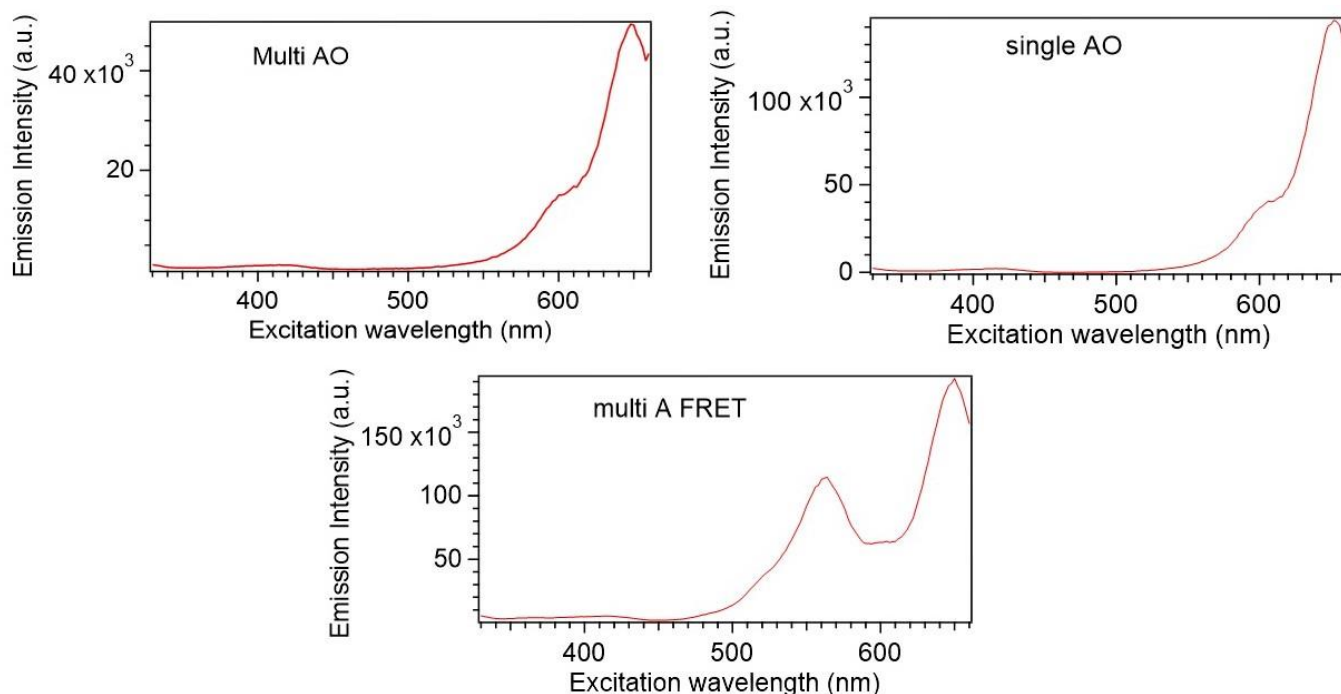 Emission Intensity (a.u.)
Multi AO
40 x10³
20
400
500
600
Excitation wavelength (nm)
Emission Intensity (a.u.)
single AO
100 x10³
50
0
400
500
600
Excitation wavelength (nm)
Emission Intensity (a.u.)
multi A FRET
150 x10³
100
50
400
500
600
Excitation wavelength (nm)